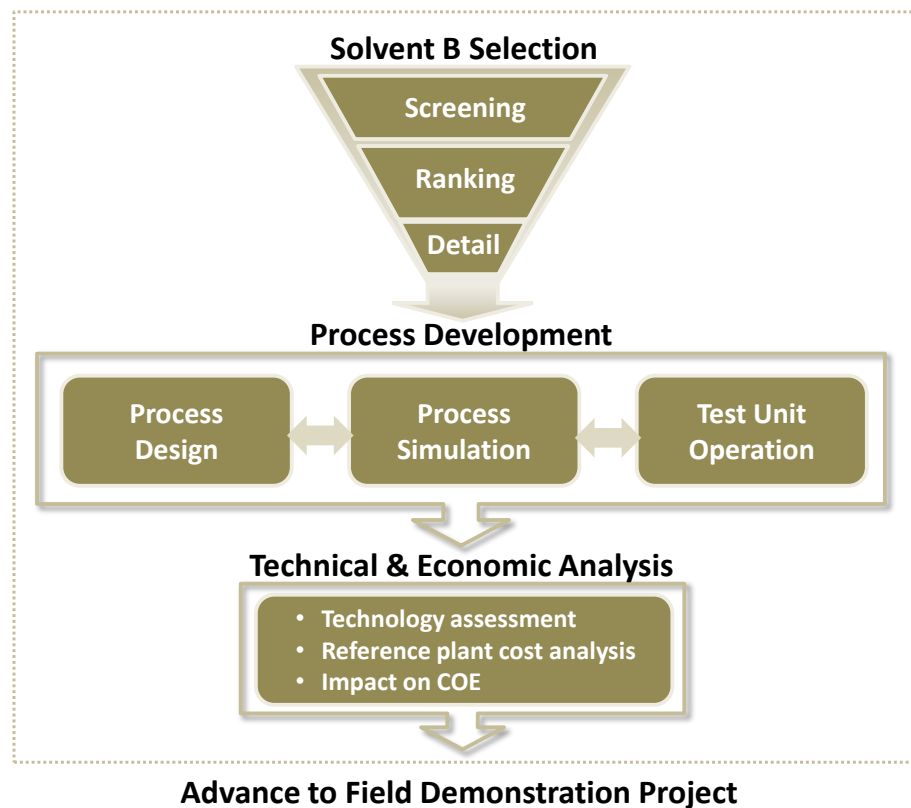 Solvent B Selection
Screening
Ranking
Detail
Process Development
Process
Design
Process
Simulation
Test Unit
Operation
Technical & Economic Analysis
• Technology assessment
• Reference plant cost analysis
• Impact on COE
Advance to Field Demonstration Project